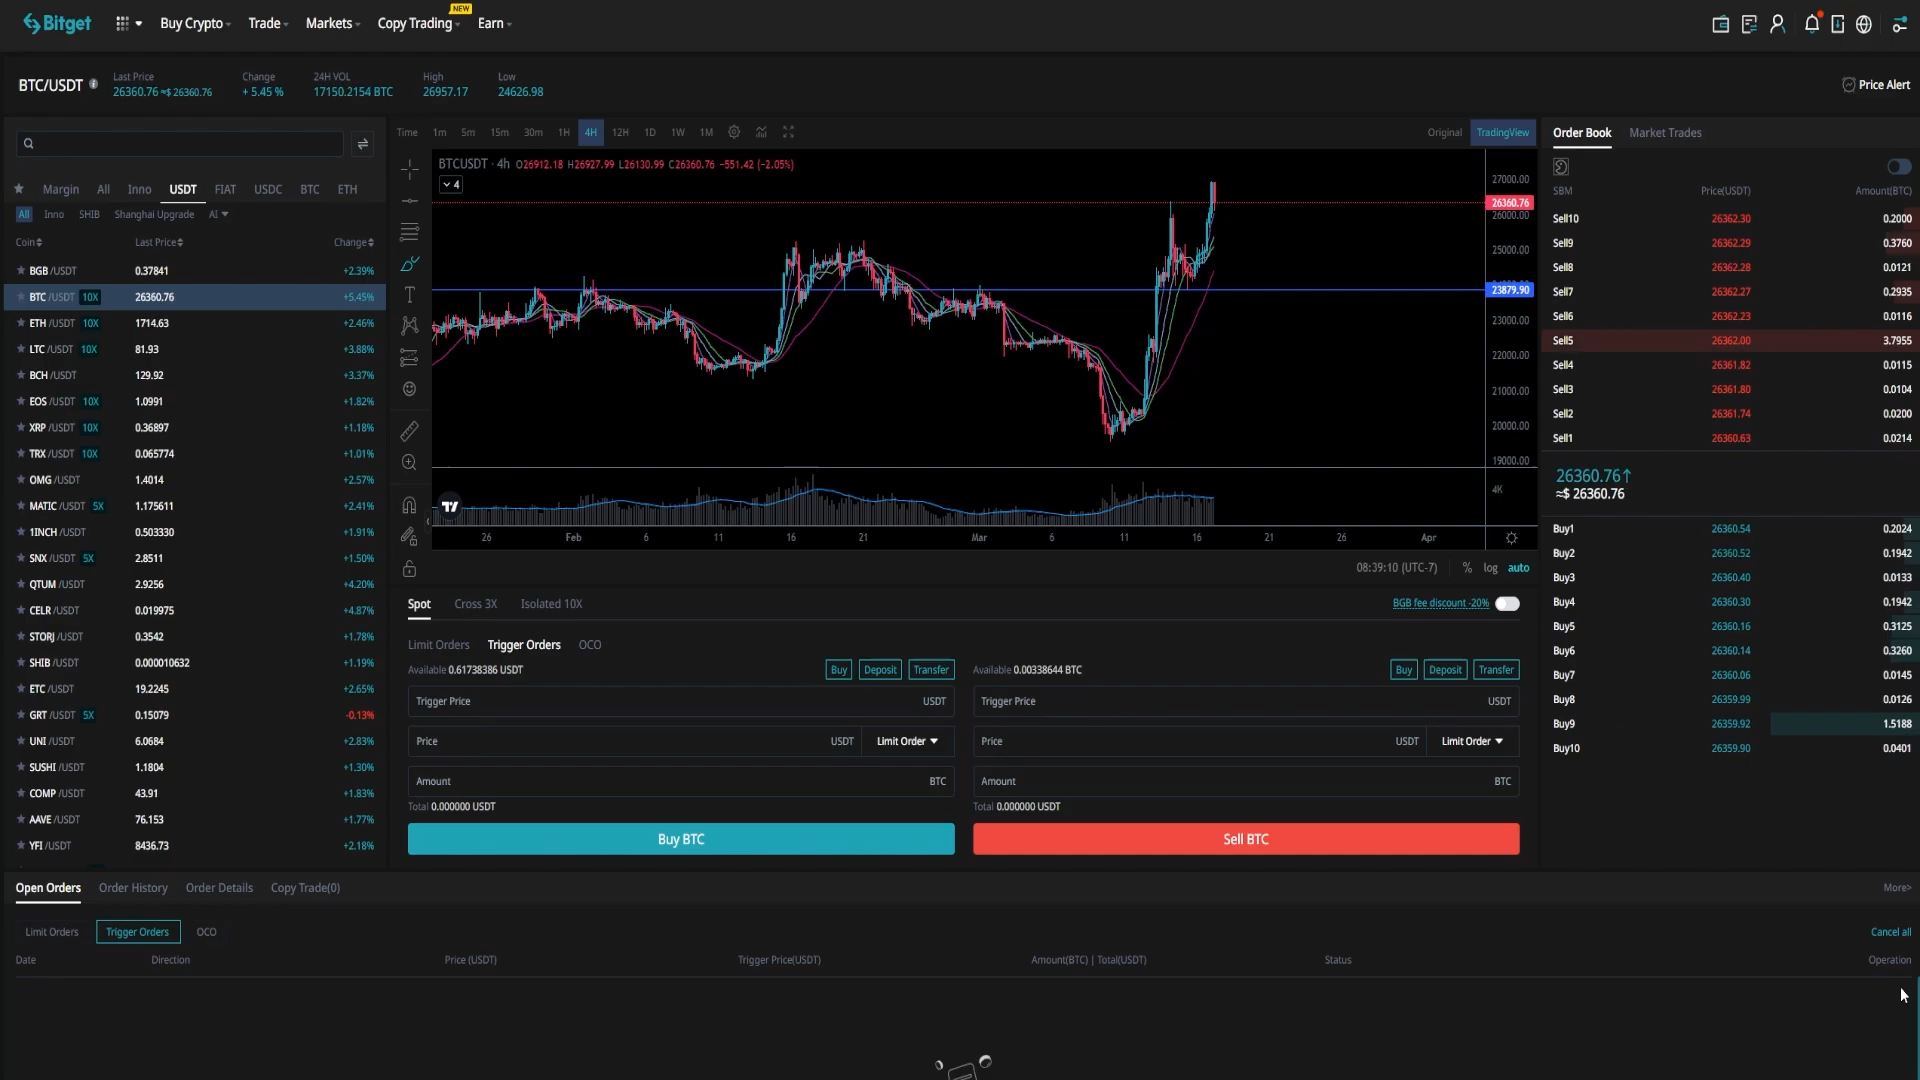 Bitget
Buy Crypto Trade Markets Copy Trading NEW Earn
BTC/USDT
Last Price
26360.76 ≈$ 26360.76
Change
+ 5.45 %
24H VOL
17150.2154 BTC
High
26957.17
Low
24626.98
Price Alert
Margin All Inno USDT FIAT USDC BTC ETH
All Inno SHIB Shanghai Upgrade AI
Coin Last Price Change
BGB /USDT 0.37841 +2.39%
BTC /USDT 10X 26360.76 +5.45%
ETH /USDT 10X 1714.63 +2.46%
LTC /USDT 10X 81.93 +3.88%
BCH /USDT 129.92 +3.37%
EOS /USDT 10X 1.0991 +1.82%
XRP /USDT 10X 0.36897 +1.18%
TRX /USDT 10X 0.065774 +1.01%
OMG /USDT 1.4014 +2.57%
MATIC /USDT 5X 1.175611 +2.41%
1INCH /USDT 0.503330 +1.91%
SNX /USDT 5X 2.8511 +1.50%
QTUM /USDT 2.9256 +4.20%
CELR /USDT 0.019975 +4.87%
STORJ /USDT 0.3542 +1.78%
SHIB /USDT 0.000010632 +1.19%
ETC /USDT 19.2245 +2.65%
GRT /USDT 5X 0.15079 -0.13%
UNI /USDT 6.0684 +2.83%
SUSHI /USDT 1.1804 +1.30%
COMP /USDT 43.91 +1.83%
AAVE /USDT 76.153 +1.77%
YFI /USDT 8436.73 +2.18%
Time 1m 5m 15m 30m 1H 4H 12H 1D 1W 1M Original TradingView
BTCUSDT · 4h O26912.18 H26927.99 L26130.99 C26360.76 −551.42 (−2.05%)
4
27000.00
26360.76
26000.00
25000.00
23879.90
23000.00
22000.00
21000.00
20000.00
19000.00
4K
26 Feb 6 11 16 21 Mar 6 11 16 21 26 Apr
08:39:10 (UTC-7) % log auto
Spot Cross 3X Isolated 10X BGB fee discount -20%
Limit Orders Trigger Orders OCO
Available 0.61738386 USDT Buy Deposit Transfer
Trigger Price USDT
Price USDT Limit Order
Amount BTC
Total 0.000000 USDT
Buy BTC
Available 0.00338644 BTC Buy Deposit Transfer
Trigger Price USDT
Price USDT Limit Order
Amount BTC
Total 0.000000 USDT
Sell BTC
Order Book Market Trades
SBM Price(USDT) Amount(BTC)
Sell10 26362.30 0.2000
Sell9 26362.29 0.3760
Sell8 26362.28 0.0121
Sell7 26362.27 0.2935
Sell6 26362.23 0.0116
Sell5 26362.00 3.7955
Sell4 26361.82 0.0115
Sell3 26361.80 0.0104
Sell2 26361.74 0.0200
Sell1 26360.63 0.0214
26360.76↑
≈$ 26360.76
Buy1 26360.54 0.2024
Buy2 26360.52 0.1942
Buy3 26360.40 0.0133
Buy4 26360.30 0.1942
Buy5 26360.16 0.3125
Buy6 26360.14 0.3260
Buy7 26360.06 0.0145
Buy8 26359.99 0.0126
Buy9 26359.92 1.5188
Buy10 26359.90 0.0401
Open Orders Order History Order Details Copy Trade(0) More>
Limit Orders Trigger Orders OCO Cancel all
Date Direction Price (USDT) Trigger Price(USDT) Amount(BTC) | Total(USDT) Status Operation